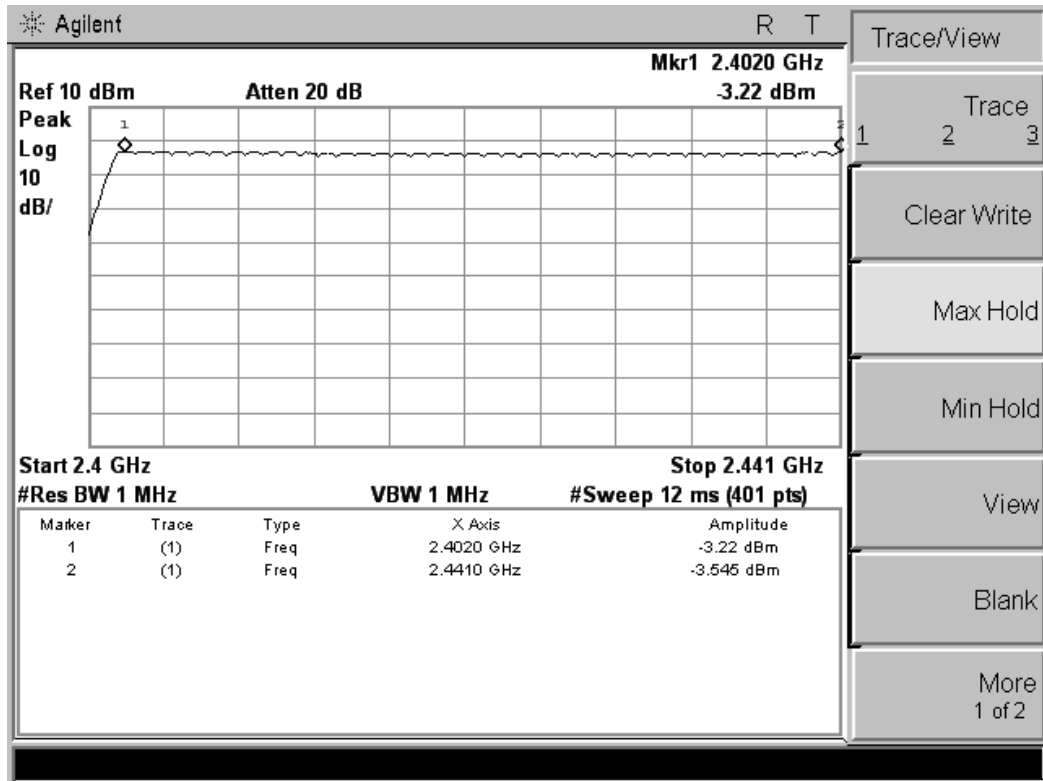 Agilent R T
Mkr1 2.4020 GHz
Ref 10 dBm Atten 20 dB -3.22 dBm
Peak
Log
10
dB/
1 2
Start 2.4 GHz Stop 2.441 GHz
#Res BW 1 MHz VBW 1 MHz #Sweep 12 ms (401 pts)
Marker Trace Type X Axis Amplitude
1 (1) Freq 2.4020 GHz -3.22 dBm
2 (1) Freq 2.4410 GHz -3.545 dBm
Trace/View
Trace
1 2 3
Clear Write
Max Hold
Min Hold
View
Blank
More
1 of 2